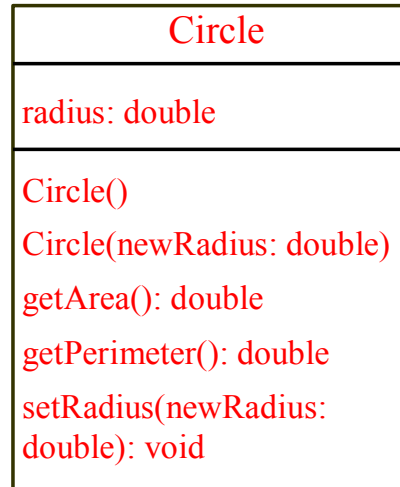 Circle
radius: double
Circle()
Circle(newRadius: double)
getArea(): double
getPerimeter(): double
setRadius(newRadius:
double): void